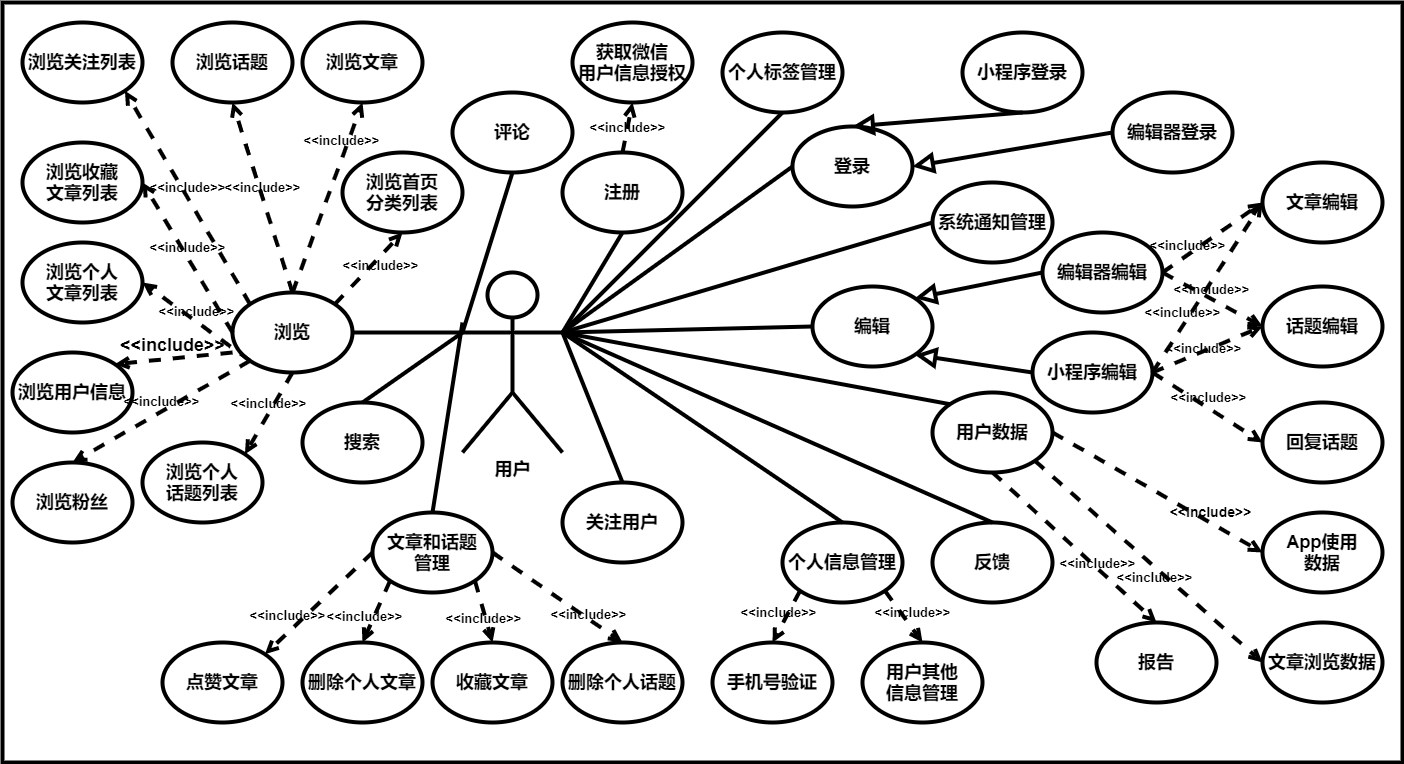 浏览关注列表
浏览话题
浏览文章
获取微信
用户信息授权
个人标签管理
小程序登录
评论
编辑器登录
<<include>>
<<include>>
登录
浏览收藏
文章列表
<<include>>
<<include>>
浏览首页
分类列表
注册
文章编辑
系统通知管理
<<include>>
<<include>>
<<include>>
浏览个人
文章列表
编辑器编辑
<<include>>
<<include>>
<<include>>
浏览
编辑
话题编辑
<<include>>
<<include>>
小程序编辑
浏览用户信息
<<include>>
<<include>>
<<include>>
用户数据
搜索
回复话题
用户
浏览个人
话题列表
浏览粉丝
<<include>>
关注用户
文章和话题
管理
App使用
数据
个人信息管理
反馈
<<include>>
<<include>>
<<include>>
<<include>>
<<include>>
<<include>>
<<include>>
<<include>>
点赞文章
删除个人文章
收藏文章
删除个人话题
手机号验证
用户其他
信息管理
报告
文章浏览数据